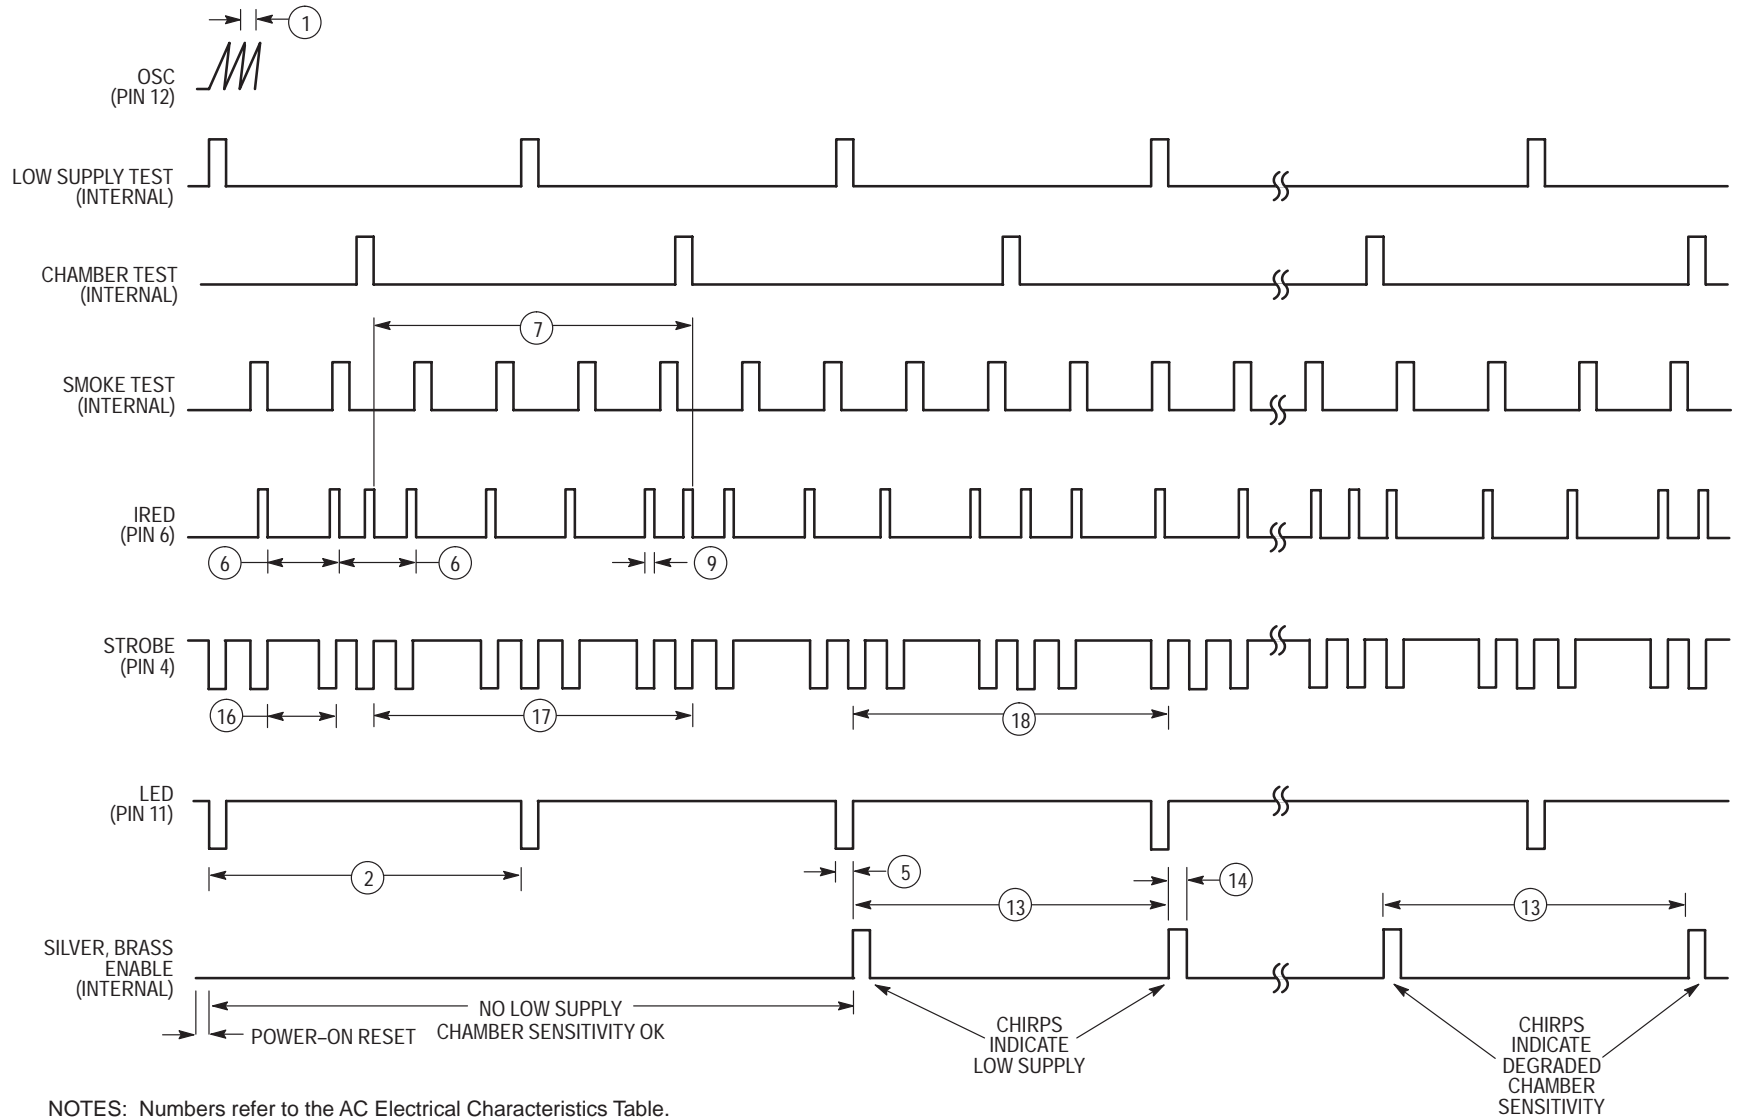 1
OSC
(PIN 12)
LOW SUPPLY TEST
(INTERNAL)
CHAMBER TEST
(INTERNAL)
7
SMOKE TEST
(INTERNAL)
IRED
(PIN 6)
6
6
9
STROBE
(PIN 4)
16
17
18
LED
(PIN 11)
2
5
14
13
13
SILVER, BRASS
ENABLE
(INTERNAL)
POWER–ON RESET
NO LOW SUPPLY
CHAMBER SENSITIVITY OK
CHIRPS
INDICATE
LOW SUPPLY
CHIRPS
INDICATE
DEGRADED
CHAMBER
SENSITIVITY
NOTES: Numbers refer to the AC Electrical Characteristics Table.